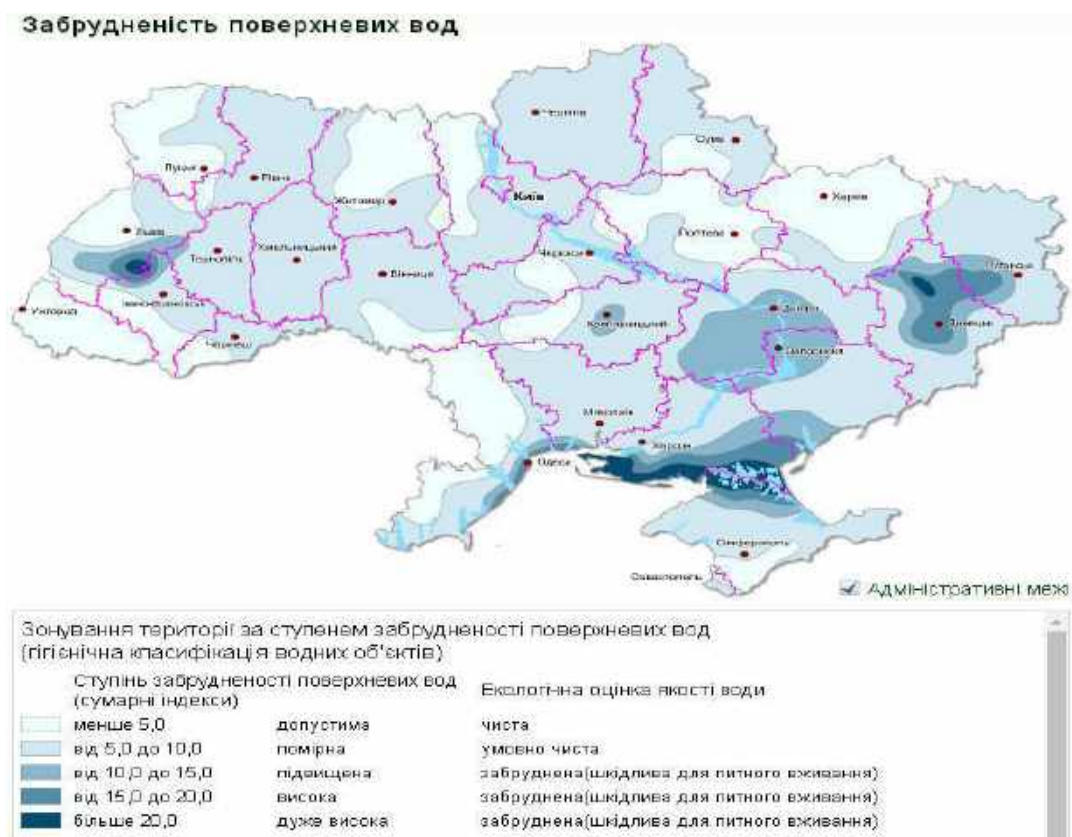 Забрудненість поверхневих вод
Чернігів
Суми
Луцьк
Рівне
Київ
Житомир
Харків
Львів
Полтава
Хмельницький
Тернопіль
Черкаси
Вінниця
Луганськ
Івано-Франківськ
Ужгород
Дніпро
Кропивницький
Донецьк
Чернівці
Запоріжжя
Миколаїв
Херсон
Одеса
Сімферополь
Севастополь
Адміністративні межі
Зонування території за ступенем забрудненості поверхневих вод
(гігієнічна класифікація водних об'єктів)
Ступінь забрудненості поверхневих вод
(сумарні індекси)
Екологічна оцінка якості води
менше 5,0 допустима чиста
від 5,0 до 10,0 помірна умовно чиста
від 10,0 до 15,0 підвищена забруднена(шкідлива для питного вживання)
від 15,0 до 20,0 висока забруднена(шкідлива для питного вживання)
більше 20,0 дуже висока забруднена(шкідлива для питного вживання)